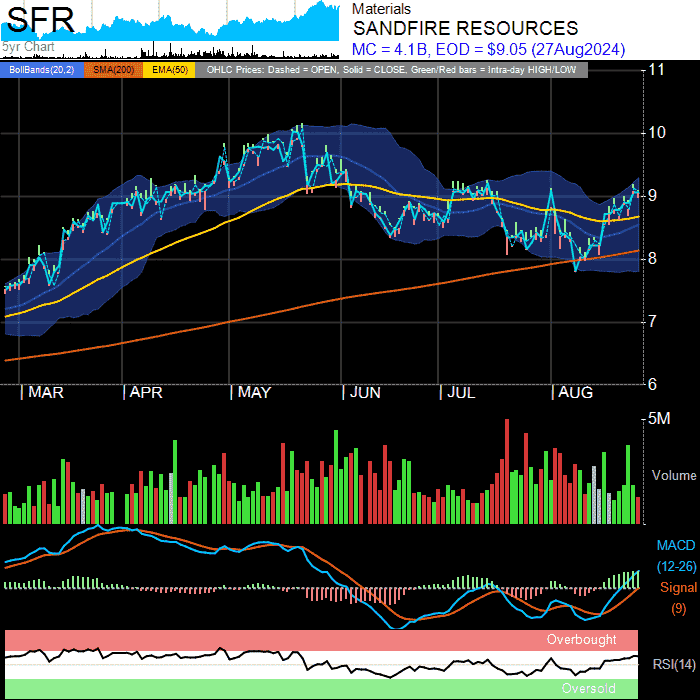 SFR
5yr Chart
Materials
SANDFIRE RESOURCES
MC = 4.1B, EOD = $9.05 (27Aug2024)
BollBands(20,2) SMA(200) EMA(50) OHLC Prices: Dashed = OPEN, Solid = CLOSE, Green/Red bars = Intra-day HIGH/LOW
11
10
9
8
7
6
| MAR | APR | MAY | JUN | JUL | AUG
5M
Volume
MACD
(12-26)
Signal
(9)
Overbought
RSI(14)
Oversold